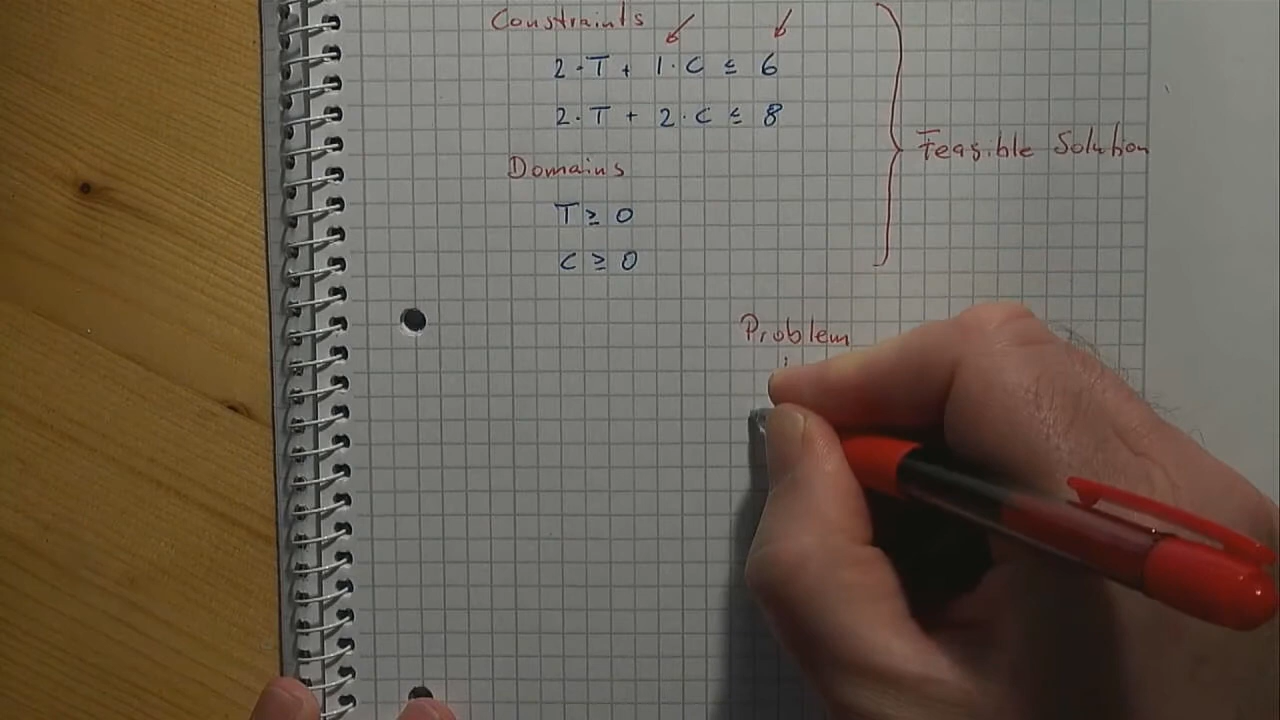 Constraints
2·T + 1·C ≤ 6
2·T + 2·C ≤ 8
Feasible Solution
Domains
T ≥ 0
C ≥ 0
Problem